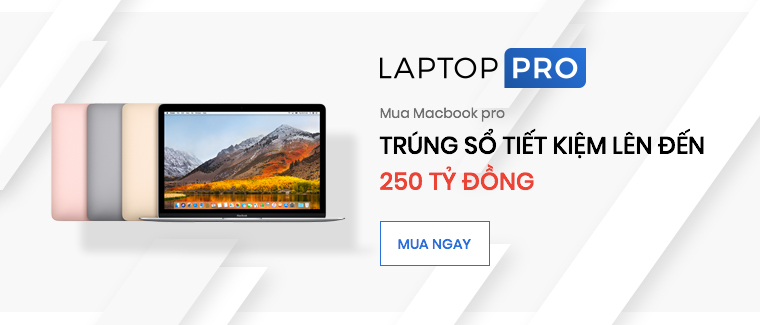 LAPTOP PRO
Mua Macbook pro
TRÚNG SỔ TIẾT KIỆM LÊN ĐẾN
250 TỶ ĐỒNG
MUA NGAY